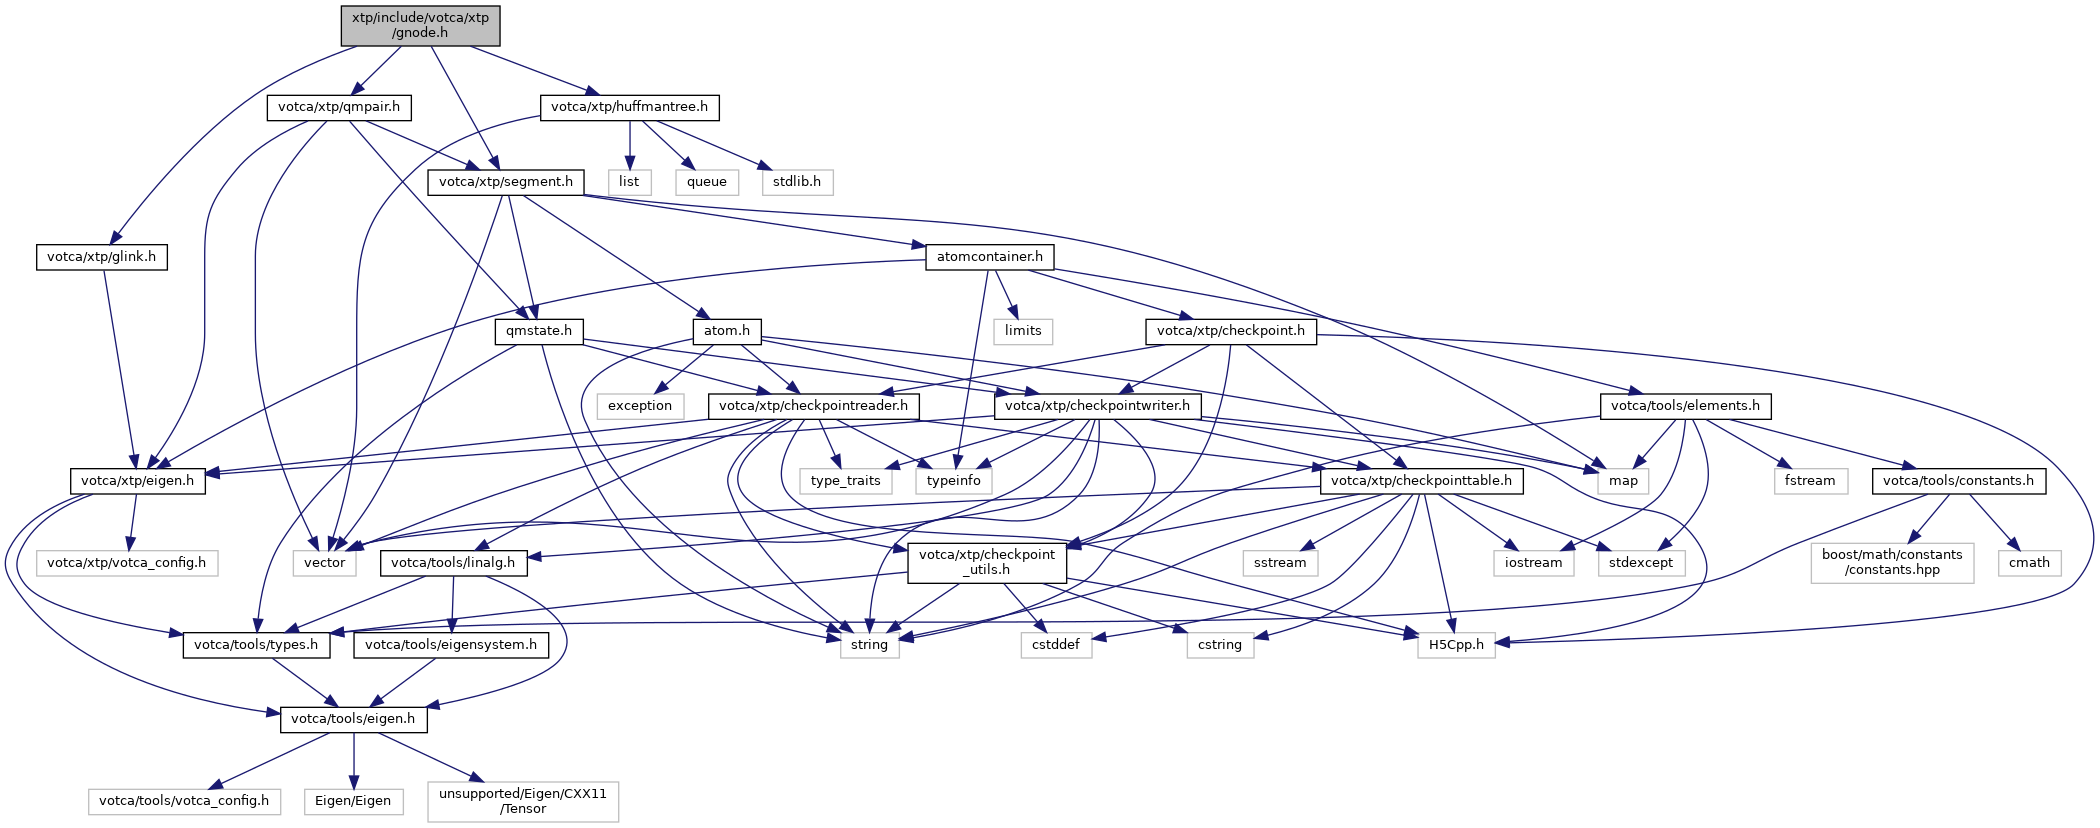 xtp/include/votca/xtp
/gnode.h
votca/xtp/qmpair.h
votca/xtp/huffmantree.h
votca/xtp/segment.h
list
queue
stdlib.h
votca/xtp/glink.h
atomcontainer.h
qmstate.h
atom.h
limits
votca/xtp/checkpoint.h
exception
votca/xtp/checkpointreader.h
votca/xtp/checkpointwriter.h
votca/tools/elements.h
votca/xtp/eigen.h
type_traits
typeinfo
votca/xtp/checkpointtable.h
map
fstream
votca/tools/constants.h
votca/xtp/votca_config.h
vector
votca/tools/linalg.h
votca/xtp/checkpoint
_utils.h
sstream
iostream
stdexcept
boost/math/constants
/constants.hpp
cmath
votca/tools/types.h
votca/tools/eigensystem.h
string
cstddef
cstring
H5Cpp.h
votca/tools/eigen.h
votca/tools/votca_config.h
Eigen/Eigen
unsupported/Eigen/CXX11
/Tensor